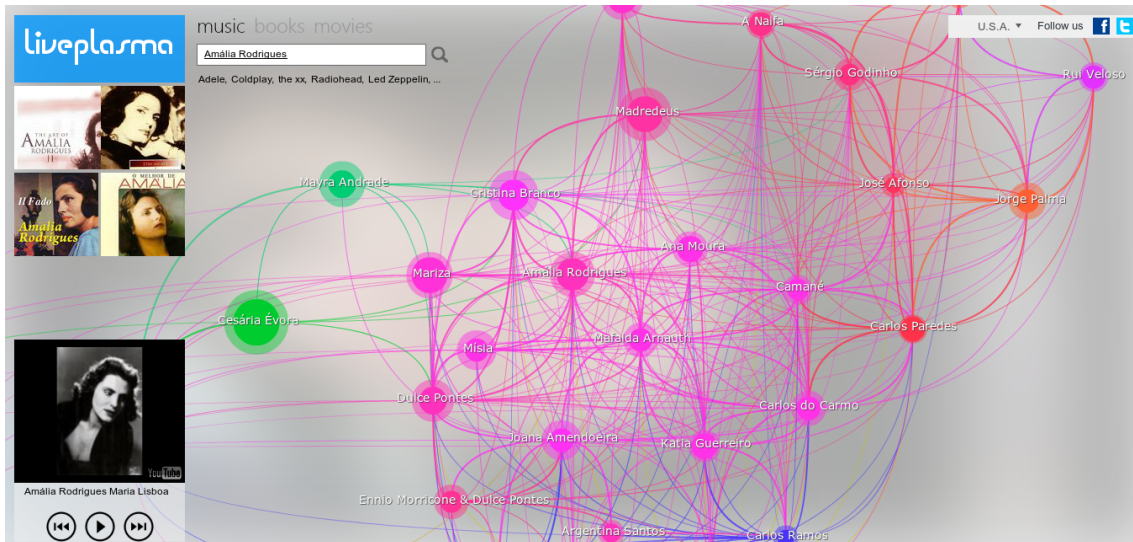 liveplasma
music books movies
Amália Rodrigues
Adele, Coldplay, the xx, Radiohead, Led Zeppelin, ...
U.S.A.
Follow us
THE ART OF
AMÁLIA
RODRIGUES
II
O MELHOR DE
AMÁLIA
Il Fado
Amalia
Rodrigues
A Naifa
Sérgio Godinho
Rui Veloso
Madredeus
Mayra Andrade
Cristina Branco
José Afonso
Jorge Palma
Ana Moura
Mariza
Amália Rodrigues
Camané
Cesária Évora
Carlos Paredes
Mafalda Arnauth
Mísia
Dulce Pontes
Carlos do Carmo
Joana Amendoeira
Katia Guerreiro
Ennio Morricone & Dulce Pontes
Argentina Santos
Carlos Ramos
YouTube
Amália Rodrigues Maria Lisboa